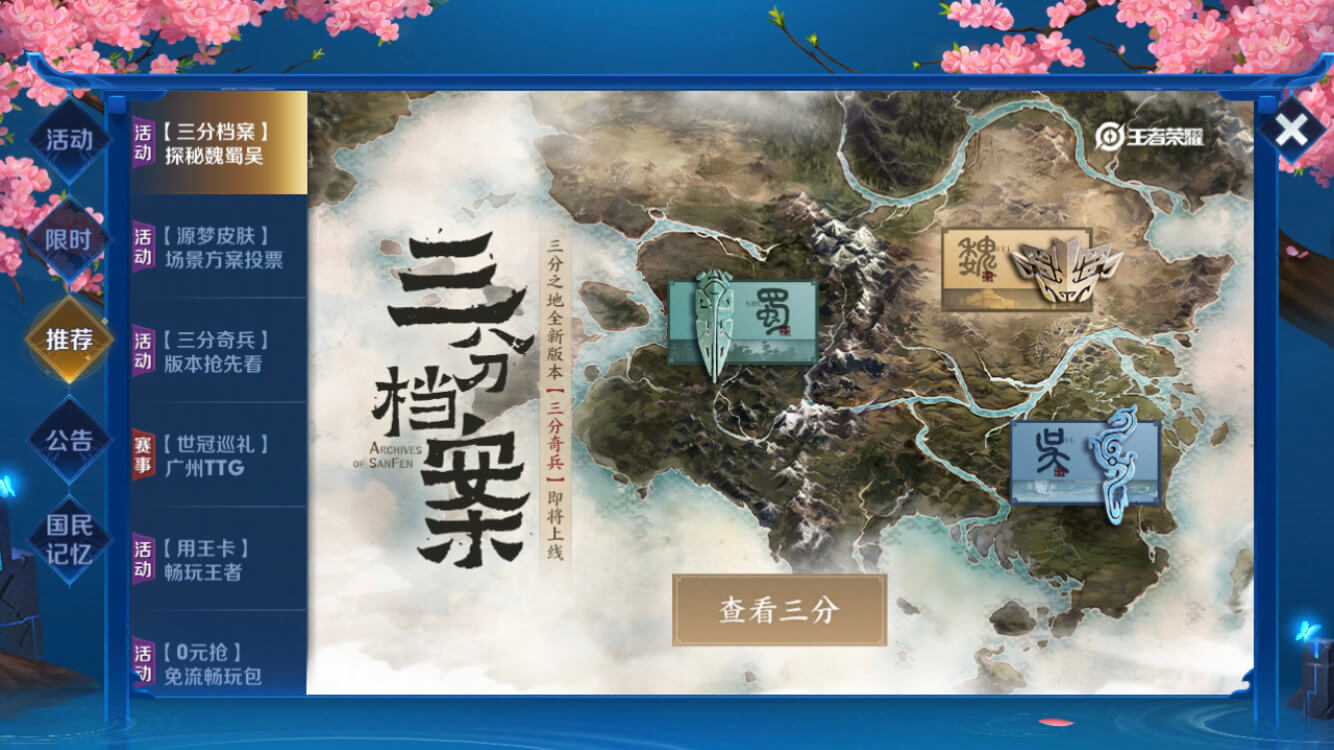 活动
限时
推荐
公告
国民
记忆
活动
【三分档案】
探秘魏蜀吴
活动
【源梦皮肤】
场景方案投票
活动
【三分奇兵】
版本抢先看
赛事
【世冠巡礼】
广州TTG
活动
【用王卡】
畅玩王者
活动
【0元抢】
免流畅玩包
王者荣耀
三分档案
ARCHIVES
OF SANFEN
三分之地全新版本【三分奇兵】即将上线
魏
蜀
SHU
吴
WU
查看三分